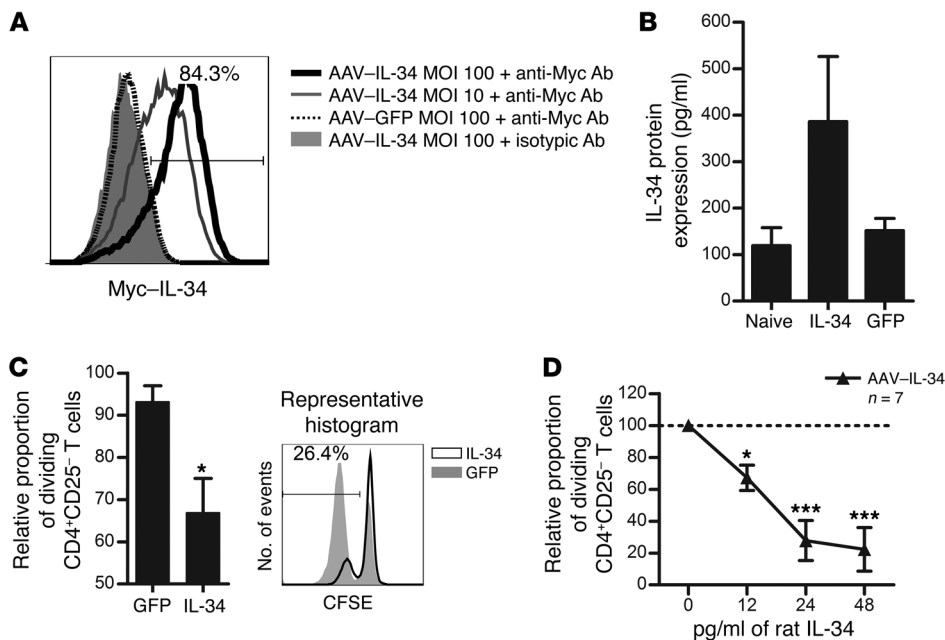 A
84.3%
AAV–IL-34 MOI 100 + anti-Myc Ab
AAV–IL-34 MOI 10 + anti-Myc Ab
AAV–GFP MOI 100 + anti-Myc Ab
AAV–IL-34 MOI 100 + isotypic Ab
Myc–IL-34
B
IL-34 protein
expression (pg/ml)
600
500
400
300
200
100
0
Naive IL-34 GFP
C
Relative proportion
of dividing
CD4+CD25– T cells
100
90
80
70
60
50
*
GFP IL-34
Representative
histogram
26.4%
IL-34
GFP
No. of events
CFSE
D
AAV–IL-34
n = 7
Relative proportion
of dividing
CD4+CD25– T cells
120
100
80
60
40
20
0
* *** ***
0 12 24 48
pg/ml of rat IL-34